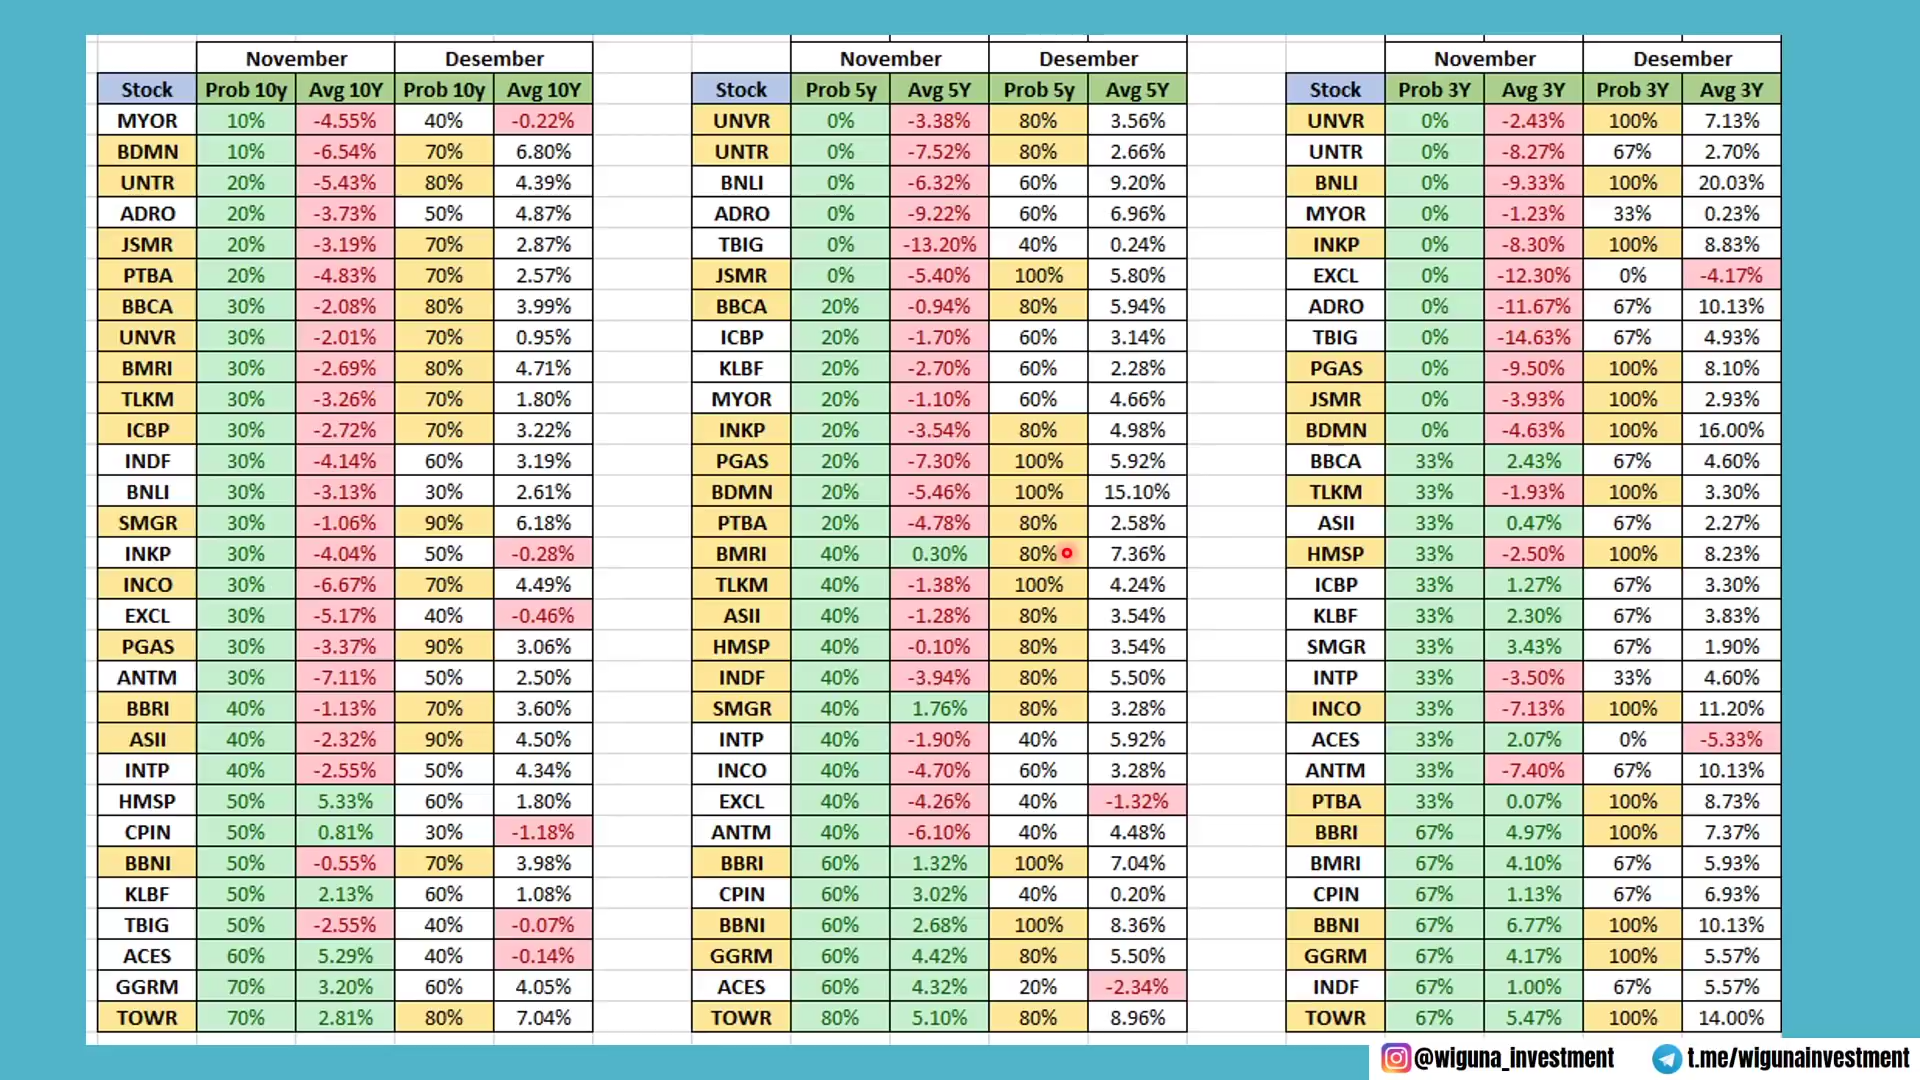 November Desember
Stock Prob 10y Avg 10Y Prob 10y Avg 10Y
MYOR 10% -4.55% 40% -0.22%
BDMN 10% -6.54% 70% 6.80%
UNTR 20% -5.43% 80% 4.39%
ADRO 20% -3.73% 50% 4.87%
JSMR 20% -3.19% 70% 2.87%
PTBA 20% -4.83% 70% 2.57%
BBCA 30% -2.08% 80% 3.99%
UNVR 30% -2.01% 70% 0.95%
BMRI 30% -2.69% 80% 4.71%
TLKM 30% -3.26% 70% 1.80%
ICBP 30% -2.72% 70% 3.22%
INDF 30% -4.14% 60% 3.19%
BNLI 30% -3.13% 30% 2.61%
SMGR 30% -1.06% 90% 6.18%
INKP 30% -4.04% 50% -0.28%
INCO 30% -6.67% 70% 4.49%
EXCL 30% -5.17% 40% -0.46%
PGAS 30% -3.37% 90% 3.06%
ANTM 30% -7.11% 50% 2.50%
BBRI 40% -1.13% 70% 3.60%
ASII 40% -2.32% 90% 4.50%
INTP 40% -2.55% 50% 4.34%
HMSP 50% 5.33% 60% 1.80%
CPIN 50% 0.81% 30% -1.18%
BBNI 50% -0.55% 70% 3.98%
KLBF 50% 2.13% 60% 1.08%
TBIG 50% -2.55% 40% -0.07%
ACES 60% 5.29% 40% -0.14%
GGRM 70% 3.20% 60% 4.05%
TOWR 70% 2.81% 80% 7.04%
November Desember
Stock Prob 5y Avg 5Y Prob 5y Avg 5Y
UNVR 0% -3.38% 80% 3.56%
UNTR 0% -7.52% 80% 2.66%
BNLI 0% -6.32% 60% 9.20%
ADRO 0% -9.22% 60% 6.96%
TBIG 0% -13.20% 40% 0.24%
JSMR 0% -5.40% 100% 5.80%
BBCA 20% -0.94% 80% 5.94%
ICBP 20% -1.70% 60% 3.14%
KLBF 20% -2.70% 60% 2.28%
MYOR 20% -1.10% 60% 4.66%
INKP 20% -3.54% 80% 4.98%
PGAS 20% -7.30% 100% 5.92%
BDMN 20% -5.46% 100% 15.10%
PTBA 20% -4.78% 80% 2.58%
BMRI 40% 0.30% 80% 7.36%
TLKM 40% -1.38% 100% 4.24%
ASII 40% -1.28% 80% 3.54%
HMSP 40% -0.10% 80% 3.54%
INDF 40% -3.94% 80% 5.50%
SMGR 40% 1.76% 80% 3.28%
INTP 40% -1.90% 40% 5.92%
INCO 40% -4.70% 60% 3.28%
EXCL 40% -4.26% 40% -1.32%
ANTM 40% -6.10% 40% 4.48%
BBRI 60% 1.32% 100% 7.04%
CPIN 60% 3.02% 40% 0.20%
BBNI 60% 2.68% 100% 8.36%
GGRM 60% 4.42% 80% 5.50%
ACES 60% 4.32% 20% -2.34%
TOWR 80% 5.10% 80% 8.96%
November Desember
Stock Prob 3Y Avg 3Y Prob 3Y Avg 3Y
UNVR 0% -2.43% 100% 7.13%
UNTR 0% -8.27% 67% 2.70%
BNLI 0% -9.33% 100% 20.03%
MYOR 0% -1.23% 33% 0.23%
INKP 0% -8.30% 100% 8.83%
EXCL 0% -12.30% 0% -4.17%
ADRO 0% -11.67% 67% 10.13%
TBIG 0% -14.63% 67% 4.93%
PGAS 0% -9.50% 100% 8.10%
JSMR 0% -3.93% 100% 2.93%
BDMN 0% -4.63% 100% 16.00%
BBCA 33% 2.43% 67% 4.60%
TLKM 33% -1.93% 100% 3.30%
ASII 33% 0.47% 67% 2.27%
HMSP 33% -2.50% 100% 8.23%
ICBP 33% 1.27% 67% 3.30%
KLBF 33% 2.30% 67% 3.83%
SMGR 33% 3.43% 67% 1.90%
INTP 33% -3.50% 33% 4.60%
INCO 33% -7.13% 100% 11.20%
ACES 33% 2.07% 0% -5.33%
ANTM 33% -7.40% 67% 10.13%
PTBA 33% 0.07% 100% 8.73%
BBRI 67% 4.97% 100% 7.37%
BMRI 67% 4.10% 67% 5.93%
CPIN 67% 1.13% 67% 6.93%
BBNI 67% 6.77% 100% 10.13%
GGRM 67% 4.17% 100% 5.57%
INDF 67% 1.00% 67% 5.57%
TOWR 67% 5.47% 100% 14.00%
@wiguna_investment t.me/wigunainvestment